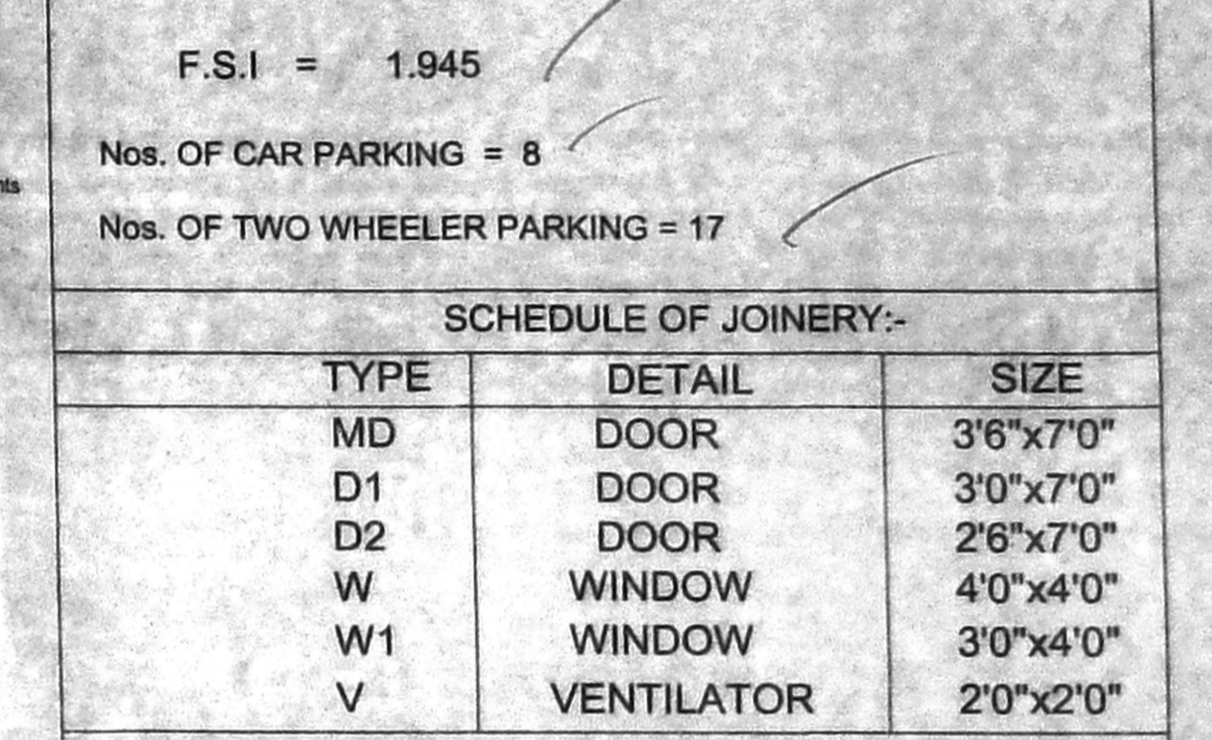 F.S.I = 1.945
Nos. OF CAR PARKING = 8
Nos. OF TWO WHEELER PARKING = 17
SCHEDULE OF JOINERY:-
TYPE DETAIL SIZE
MD DOOR 3'6"x7'0"
D1 DOOR 3'0"x7'0"
D2 DOOR 2'6"x7'0"
W WINDOW 4'0"x4'0"
W1 WINDOW 3'0"x4'0"
V VENTILATOR 2'0"x2'0"